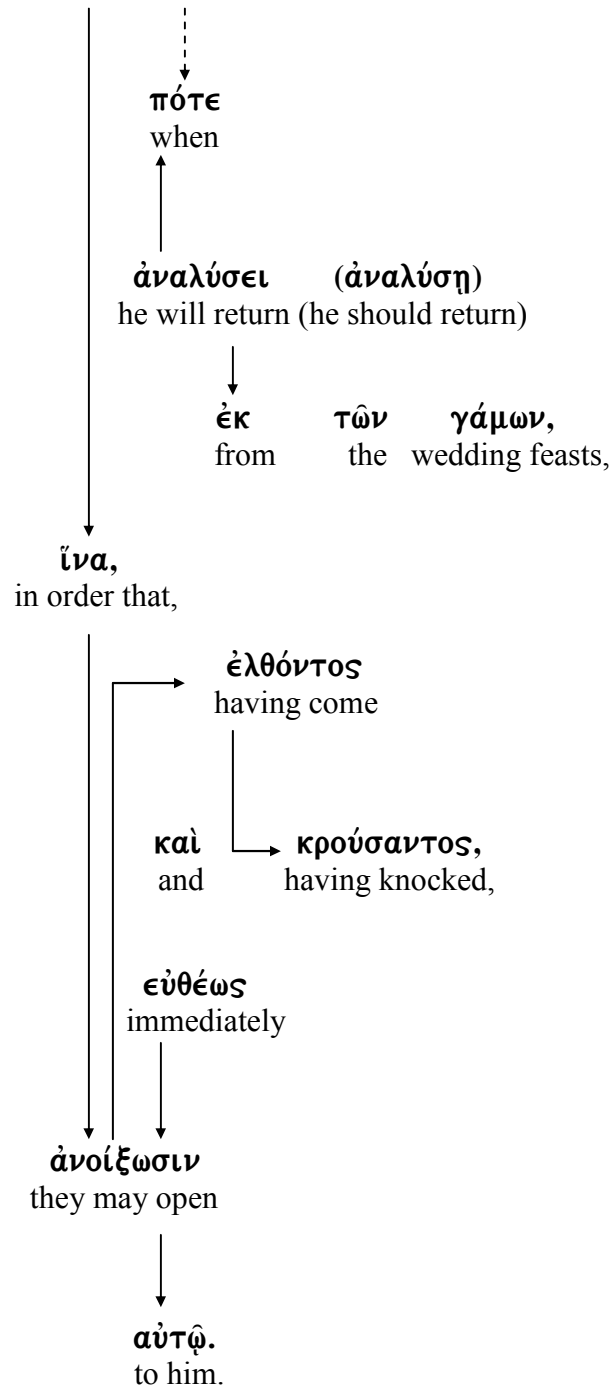 πότε
when
ἀναλύσει (ἀναλύσῃ)
he will return (he should return)
ἐκ τῶν γάμων,
from the wedding feasts,
ἵνα,
in order that,
ἐλθόντος
having come
καὶ κρούσαντος,
and having knocked,
εὐθέως
immediately
ἀνοίξωσιν
they may open
αὐτῷ.
to him.